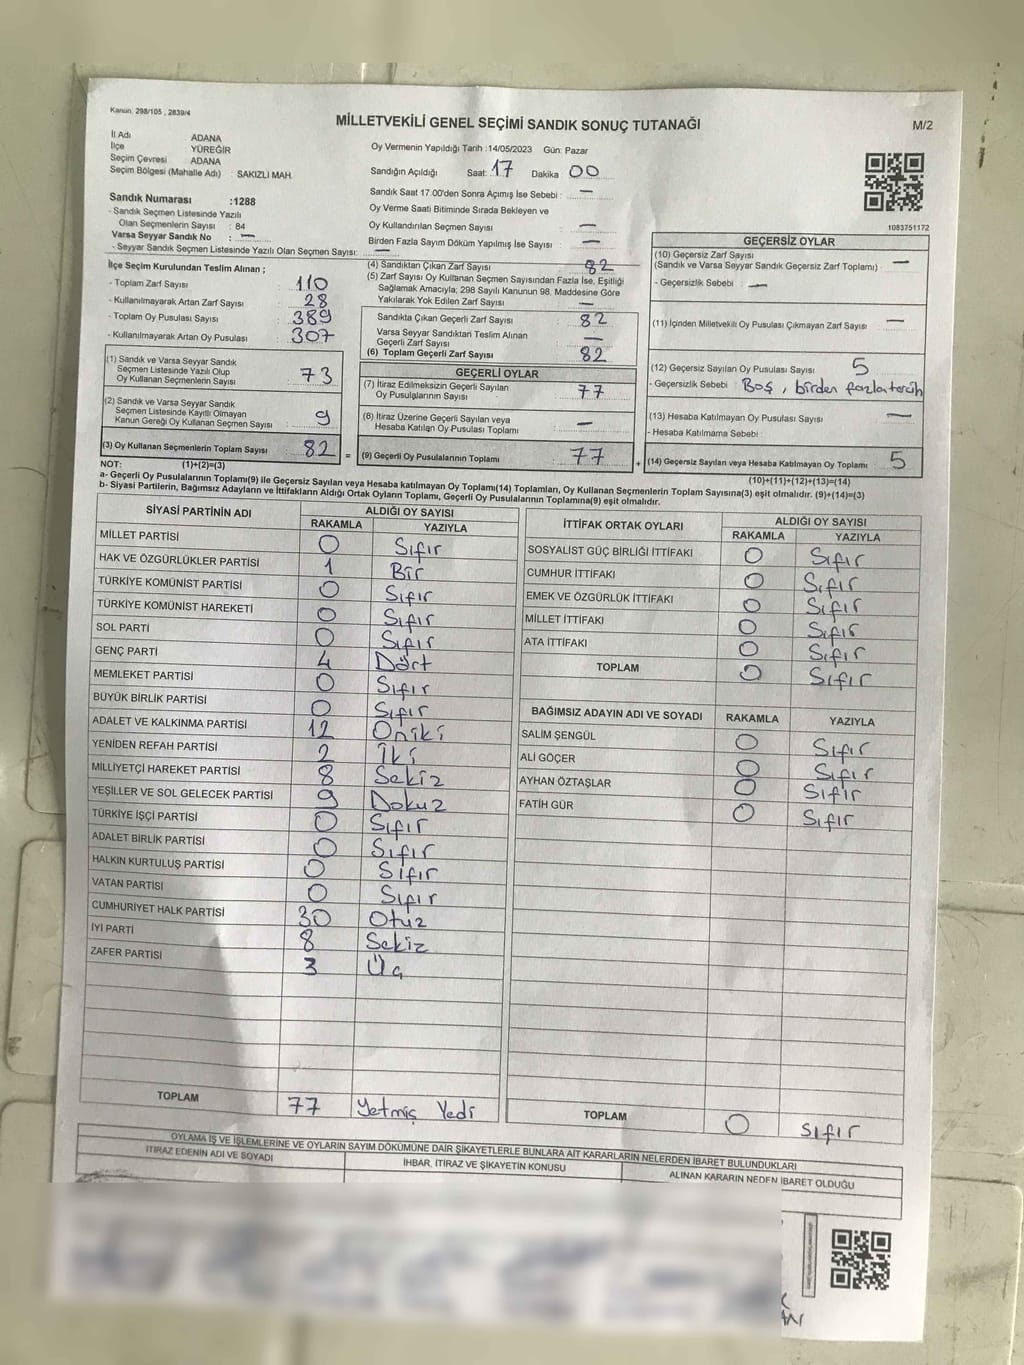 Kanun: 298/105 , 2839/4
MİLLETVEKİLİ GENEL SEÇİMİ SANDIK SONUÇ TUTANAĞI
M/2
İl Adı ADANA
İlçe YÜREĞİR
Seçim Çevresi ADANA
Seçim Bölgesi (Mahalle Adı) : SAKIZLI MAH.
Sandık Numarası :1288
- Sandık Seçmen Listesinde Yazılı
Olan Seçmenlerin Sayısı : 84
Varsa Seyyar Sandık No : —
- Seyyar Sandık Seçmen Listesinde Yazılı Olan Seçmen Sayısı: —
Oy Vermenin Yapıldığı Tarih :14/05/2023 Gün: Pazar
Sandığın Açıldığı Saat: 17 Dakika 00
Sandık Saat 17.00'den Sonra Açımış İse Sebebi : —
Oy Verme Saati Bitiminde Sırada Bekleyen ve
Oy Kullandırılan Seçmen Sayısı : —
Birden Fazla Sayım Döküm Yapılmış İse Sayısı : —
1083751172
İlçe Seçim Kurulundan Teslim Alınan ;
- Toplam Zarf Sayısı : 110
- Kullanılmayarak Artan Zarf Sayısı : 28
- Toplam Oy Pusulası Sayısı : 389
- Kullanılmayarak Artan Oy Pusulası : 307
(1) Sandık ve Varsa Seyyar Sandık
Seçmen Listesinde Yazılı Olup
Oy Kullanan Seçmenlerin Sayısı : 73
(2) Sandık ve Varsa Seyyar Sandık
Seçmen Listesinde Kayıtlı Olmayan
Kanun Gereği Oy Kullanan Seçmen Sayısı : 9
(3) Oy Kullanan Seçmenlerin Toplam Sayısı : 82
(4) Sandıktan Çıkan Zarf Sayısı : 82
(5) Zarf Sayısı Oy Kullanan Seçmen Sayısından Fazla İse, Eşitliği
Sağlamak Amacıyla; 298 Sayılı Kanunun 98. Maddesine Göre
Yakılarak Yok Edilen Zarf Sayısı : —
Sandıkta Çıkan Geçerli Zarf Sayısı : 82
Varsa Seyyar Sandıktan Teslim Alınan
Geçerli Zarf Sayısı : —
(6) Toplam Geçerli Zarf Sayısı : 82
GEÇERLİ OYLAR
(7) İtiraz Edilmeksizin Geçerli Sayılan
Oy Pusulalarının Sayısı : 77
(8) İtiraz Üzerine Geçerli Sayılan veya
Hesaba Katılan Oy Pusulası Toplamı : —
= (9) Geçerli Oy Pusulalarının Toplamı : 77
GEÇERSİZ OYLAR
(10) Geçersiz Zarf Sayısı
(Sandık ve Varsa Seyyar Sandık Geçersiz Zarf Toplamı) : —
- Geçersizlik Sebebi : —
(11) İçinden Milletvekili Oy Pusulası Çıkmayan Zarf Sayısı : —
(12) Geçersiz Sayılan Oy Pusulası Sayısı : 5
- Geçersizlik Sebebi : Boş, birden fazla tercih
(13) Hesaba Katılmayan Oy Pusulası Sayısı : —
- Hesaba Katılmama Sebebi :
+ (14) Geçersiz Sayılan veya Hesaba Katılmayan Oy Toplamı : 5
NOT: (1)+(2)=(3)
(10)+(11)+(12)+(13)=(14)
a- Geçerli Oy Pusulalarının Toplamı(9) ile Geçersiz Sayılan veya Hesaba katılmayan Oy Toplamı(14) Toplamları, Oy Kullanan Seçmenlerin Toplam Sayısına(3) eşit olmalıdır. (9)+(14)=(3)
b- Siyasi Partilerin, Bağımsız Adayların ve İttifakların Aldığı Ortak Oyların Toplamı, Geçerli Oy Pusulalarının Toplamına(9) eşit olmalıdır.
SİYASİ PARTİNİN ADI ALDIĞI OY SAYISI
RAKAMLA YAZIYLA
MİLLET PARTİSİ 0 Sıfır
HAK VE ÖZGÜRLÜKLER PARTİSİ 1 Bir
TÜRKİYE KOMÜNİST PARTİSİ 0 Sıfır
TÜRKİYE KOMÜNİST HAREKETİ 0 Sıfır
SOL PARTİ 0 Sıfır
GENÇ PARTİ 4 Dört
MEMLEKET PARTİSİ 0 Sıfır
BÜYÜK BİRLİK PARTİSİ 0 Sıfır
ADALET VE KALKINMA PARTİSİ 12 Oniki
YENİDEN REFAH PARTİSİ 2 İki
MİLLİYETÇİ HAREKET PARTİSİ 8 Sekiz
YEŞİLLER VE SOL GELECEK PARTİSİ 9 Dokuz
TÜRKİYE İŞÇİ PARTİSİ 0 Sıfır
ADALET BİRLİK PARTİSİ 0 Sıfır
HALKIN KURTULUŞ PARTİSİ 0 Sıfır
VATAN PARTİSİ 0 Sıfır
CUMHURİYET HALK PARTİSİ 30 Otuz
İYİ PARTİ 8 Sekiz
ZAFER PARTİSİ 3 Üç
TOPLAM 77 Yetmiş Yedi
İTTİFAK ORTAK OYLARI ALDIĞI OY SAYISI
RAKAMLA YAZIYLA
SOSYALİST GÜÇ BİRLİĞİ İTTİFAKI 0 Sıfır
CUMHUR İTTİFAKI 0 Sıfır
EMEK VE ÖZGÜRLÜK İTTİFAKI 0 Sıfır
MİLLET İTTİFAKI 0 Sıfır
ATA İTTİFAKI 0 Sıfır
TOPLAM 0 Sıfır
BAĞIMSIZ ADAYIN ADI VE SOYADI RAKAMLA YAZIYLA
SALİM ŞENGÜL 0 Sıfır
ALİ GÖÇER 0 Sıfır
AYHAN ÖZTAŞLAR 0 Sıfır
FATİH GÜR 0 Sıfır
TOPLAM 0 Sıfır
OYLAMA İŞ VE İŞLEMLERİNE VE OYLARIN SAYIM DÖKÜMÜNE DAİR ŞİKAYETLERLE BUNLARA AİT KARARLARIN NELERDEN İBARET BULUNDUKLARI
İTİRAZ EDENİN ADI VE SOYADI İHBAR, İTİRAZ VE ŞİKAYETİN KONUSU ALINAN KARARIN NEDEN İBARET OLDUĞU